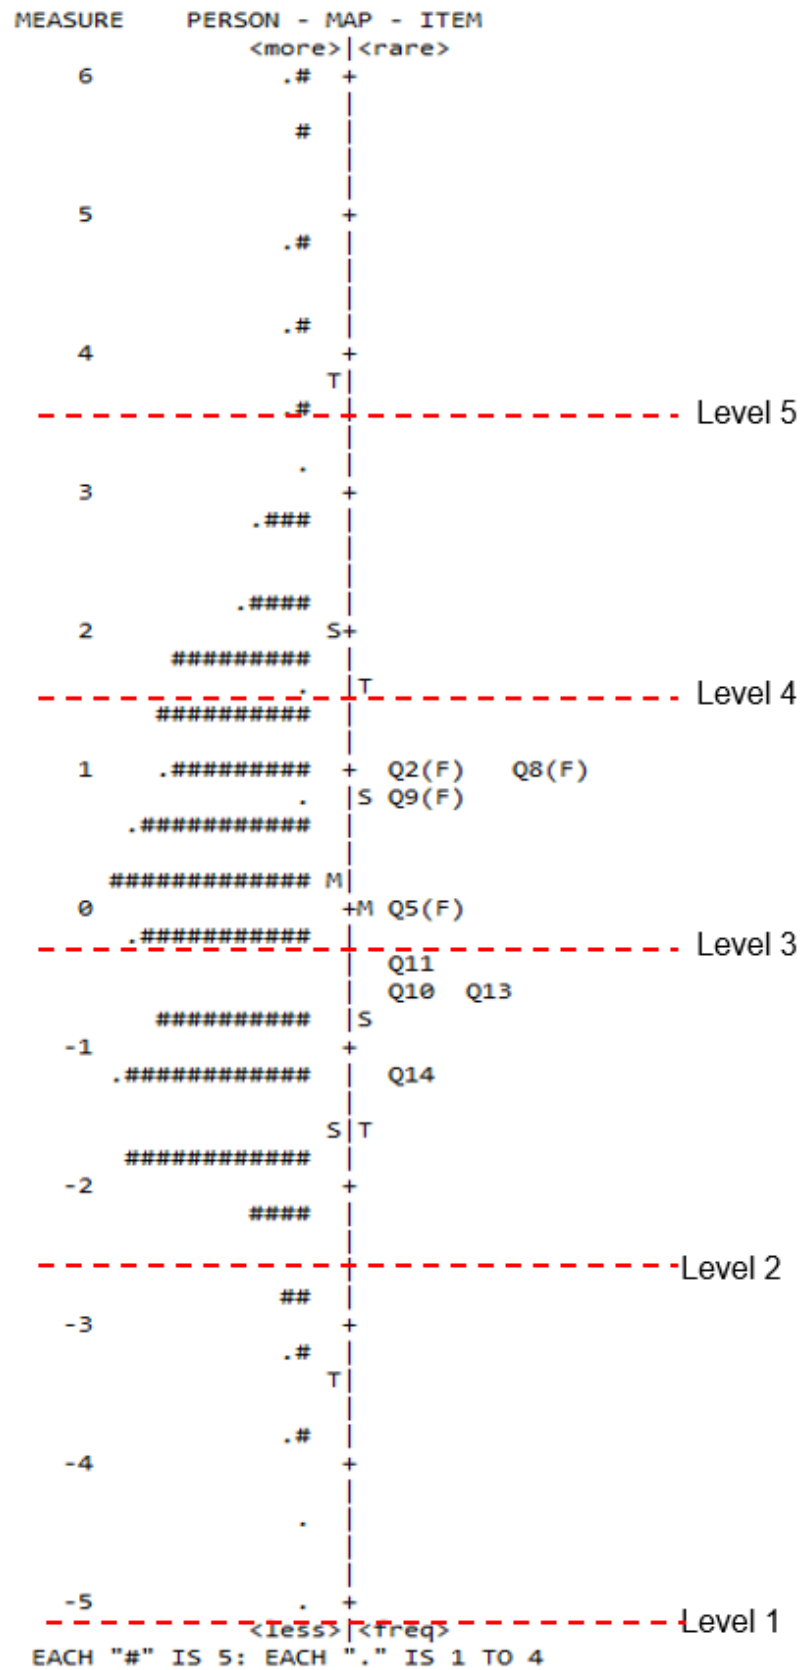 MEASURE PERSON - MAP - ITEM
<more>|<rare>
6 .# +
|
# |
|
|
5 +
.# |
|
|
.# |
4 +
T|
.# | Level 5
|
. |
3 +
.### |
|
|
.#### |
2 S+
######### |
. |T Level 4
########## |
|
1 .######### + Q2(F) Q8(F)
. |S Q9(F)
.########### |
|
############# M|
0 +M Q5(F)
.########### | Level 3
| Q11
| Q10 Q13
########## |S
-1 +
.############ | Q14
|
S|T
############ |
-2 +
#### |
|
| Level 2
## |
-3 +
.# |
T|
|
.# |
-4 +
|
. |
|
|
-5 . +
<less>|<freq> Level 1
EACH "#" IS 5: EACH "." IS 1 TO 4